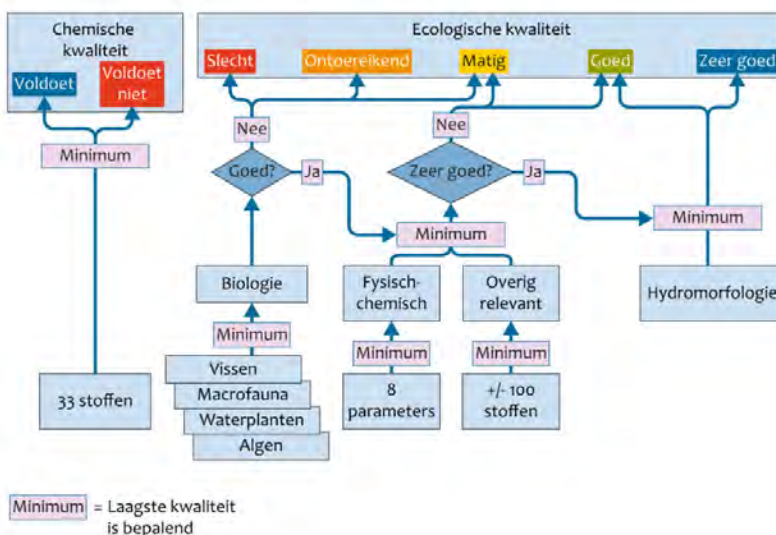 Chemische
kwaliteit
Voldoet
Voldoet
niet
Minimum
33 stoffen
Ecologische kwaliteit
Slecht
Ontoereikend
Matig
Goed
Zeer goed
Nee
Nee
Goed?
Ja
Zeer goed?
Ja
Minimum
Minimum
Biologie
Fysisch-
chemisch
Overig
relevant
Hydromorfologie
Minimum
Minimum
Minimum
Vissen
Macrofauna
Waterplanten
Algen
8
parameters
+/- 100
stoffen
Minimum = Laagste kwaliteit
is bepalend